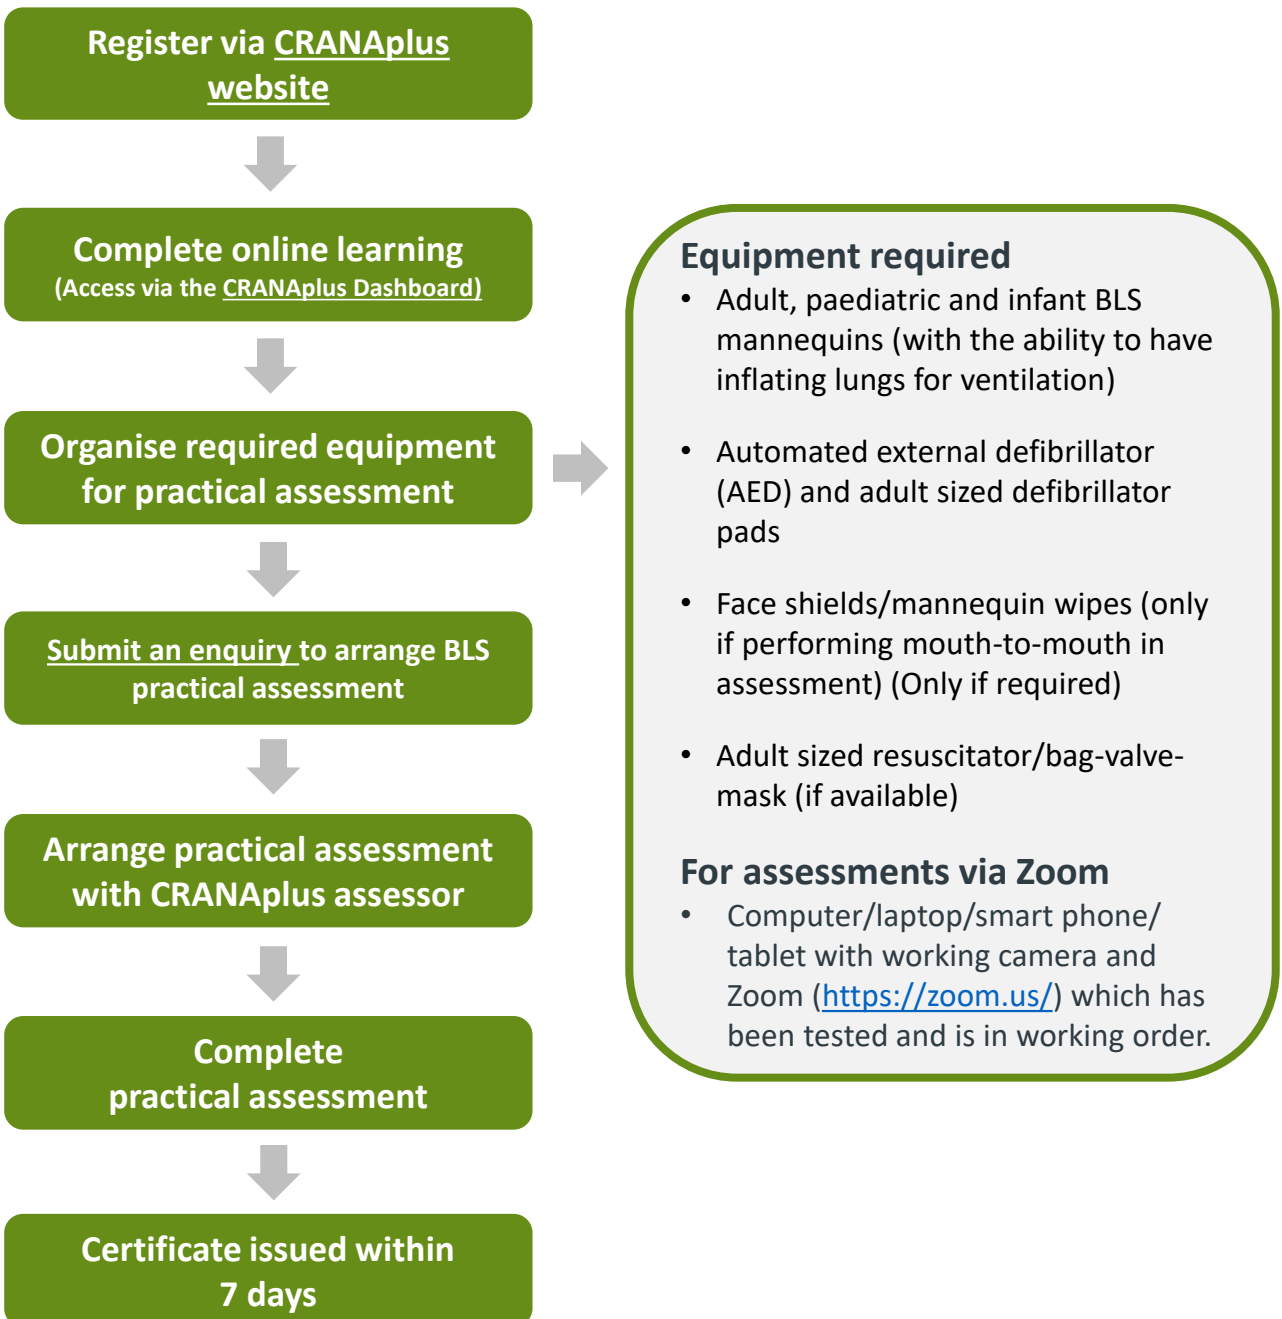 Register via CRANAplus
website
Complete online learning
(Access via the CRANAplus Dashboard)
Organise required equipment
for practical assessment
Submit an enquiry to arrange BLS
practical assessment
Arrange practical assessment
with CRANAplus assessor
Complete
practical assessment
Certificate issued within
7 days
Equipment required
• Adult, paediatric and infant BLS
mannequins (with the ability to have
inflating lungs for ventilation)
• Automated external defibrillator
(AED) and adult sized defibrillator
pads
• Face shields/mannequin wipes (only
if performing mouth-to-mouth in
assessment) (Only if required)
• Adult sized resuscitator/bag-valve-
mask (if available)
For assessments via Zoom
• Computer/laptop/smart phone/
tablet with working camera and
Zoom (https://zoom.us/) which has
been tested and is in working order.